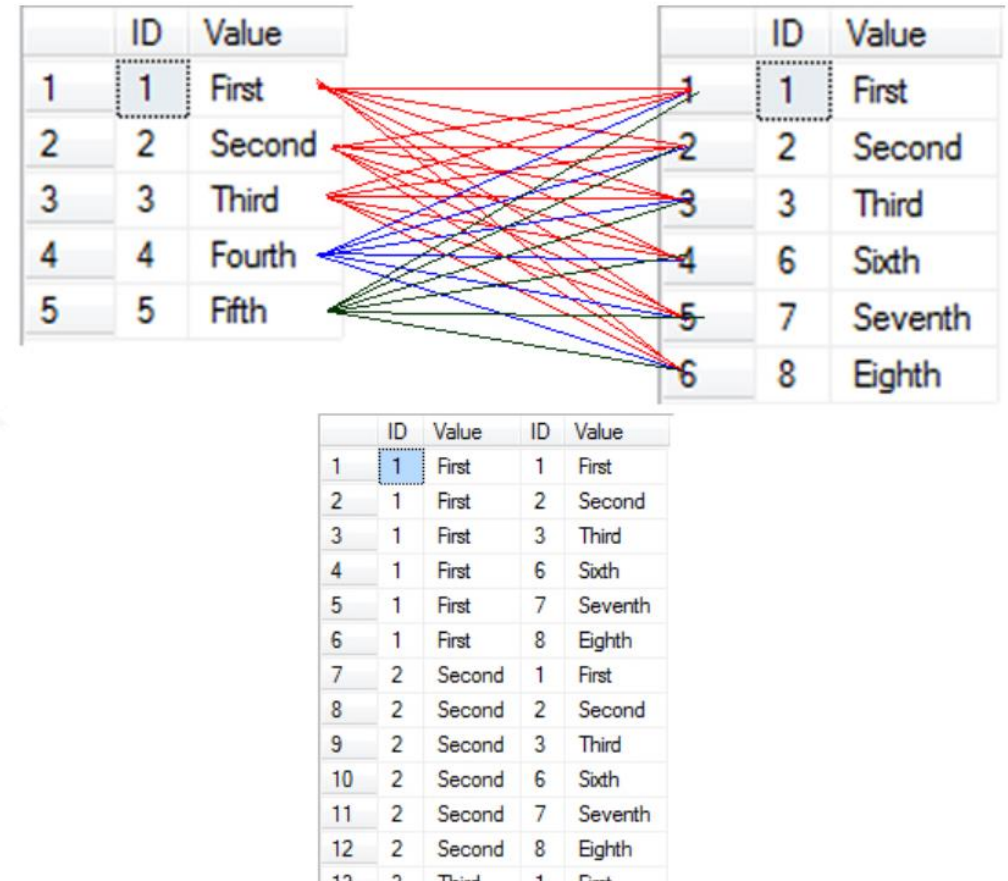 ID Value
1 1 First
2 2 Second
3 3 Third
4 4 Fourth
5 5 Fifth
ID Value
1 1 First
2 2 Second
3 3 Third
4 6 Sixth
5 7 Seventh
6 8 Eighth
ID Value ID Value
1 1 First 1 First
2 1 First 2 Second
3 1 First 3 Third
4 1 First 6 Sixth
5 1 First 7 Seventh
6 1 First 8 Eighth
7 2 Second 1 First
8 2 Second 2 Second
9 2 Second 3 Third
10 2 Second 6 Sixth
11 2 Second 7 Seventh
12 2 Second 8 Eighth
13 3 Third 1 First